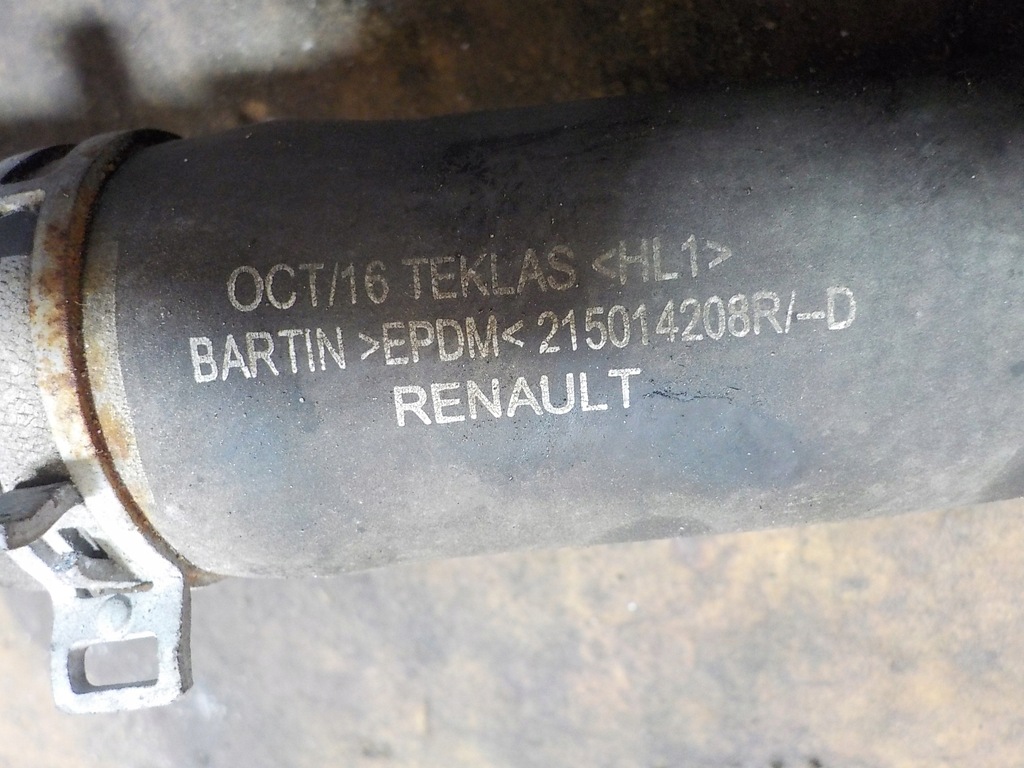 OCT/16 TEKLAS <HL1>
BARTIN >EPDM< 215014208R/--D
RENAULT